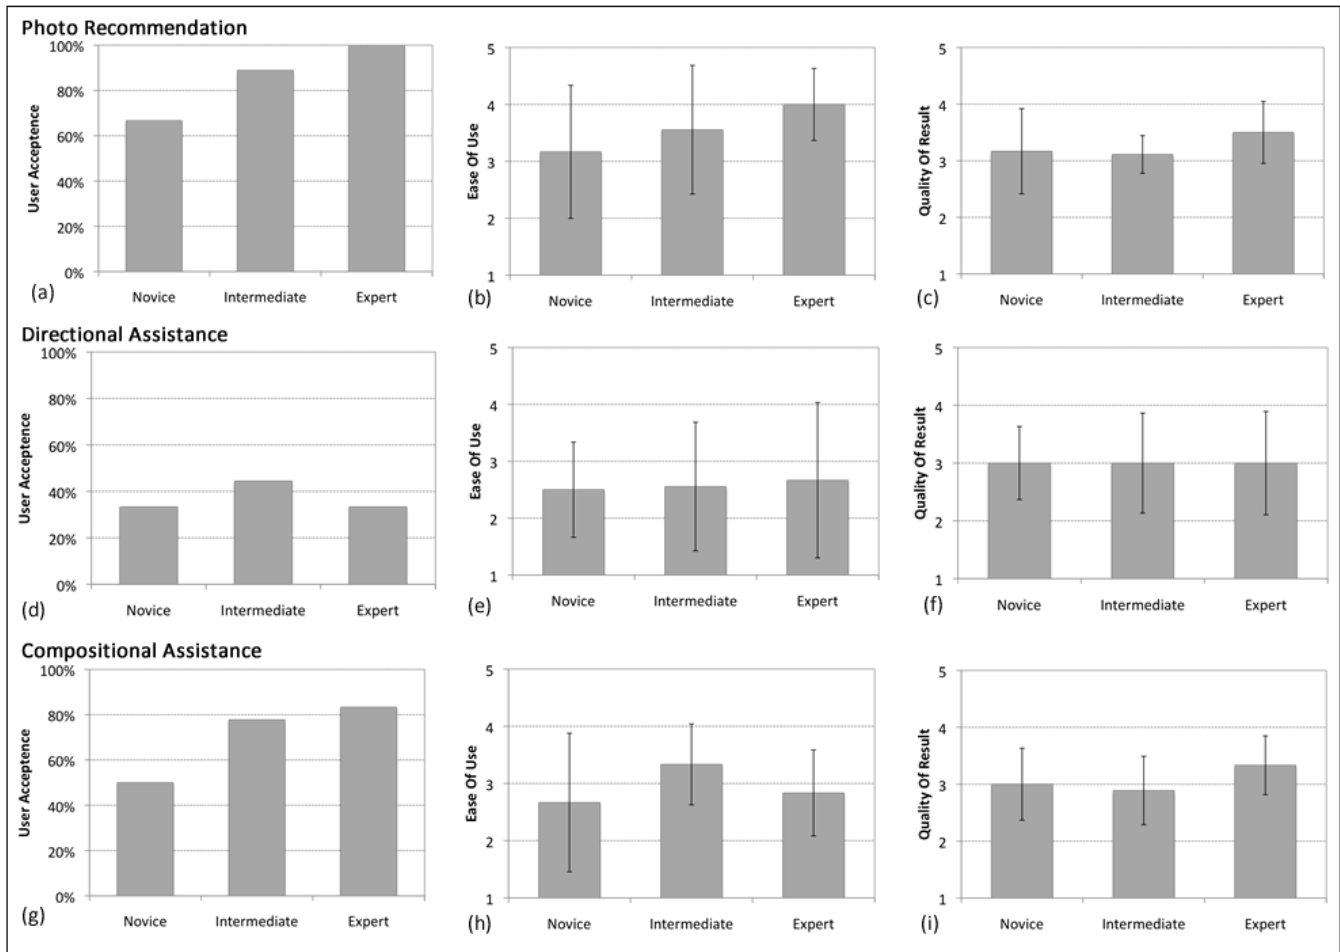 Photo Recommendation
100%
80%
60%
40%
20%
0%
User Acceptence
Novice Intermediate Expert
(a)
5
4
3
2
1
Ease Of Use
Novice Intermediate Expert
(b)
5
4
3
2
1
Quality Of Result
Novice Intermediate Expert
(c)
Directional Assistance
100%
80%
60%
40%
20%
0%
User Acceptence
Novice Intermediate Expert
(d)
5
4
3
2
1
Ease Of Use
Novice Intermediate Expert
(e)
5
4
3
2
1
Quality Of Result
Novice Intermediate Expert
(f)
Compositional Assistance
100%
80%
60%
40%
20%
0%
User Acceptence
Novice Intermediate Expert
(g)
5
4
3
2
1
Ease Of Use
Novice Intermediate Expert
(h)
5
4
3
2
1
Quality Of Result
Novice Intermediate Expert
(i)